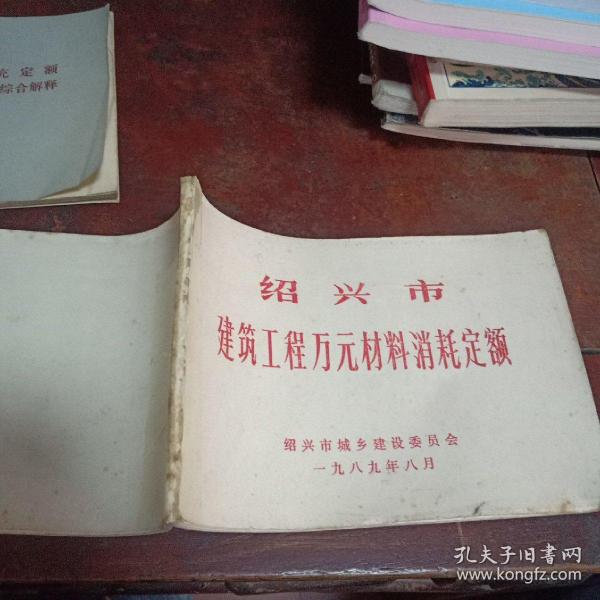 充定额
综合解释
绍兴市
建筑工程万元材料消耗定额
绍兴市城乡建设委员会
一九八九年八月
孔夫子旧书网
www.kongfz.com